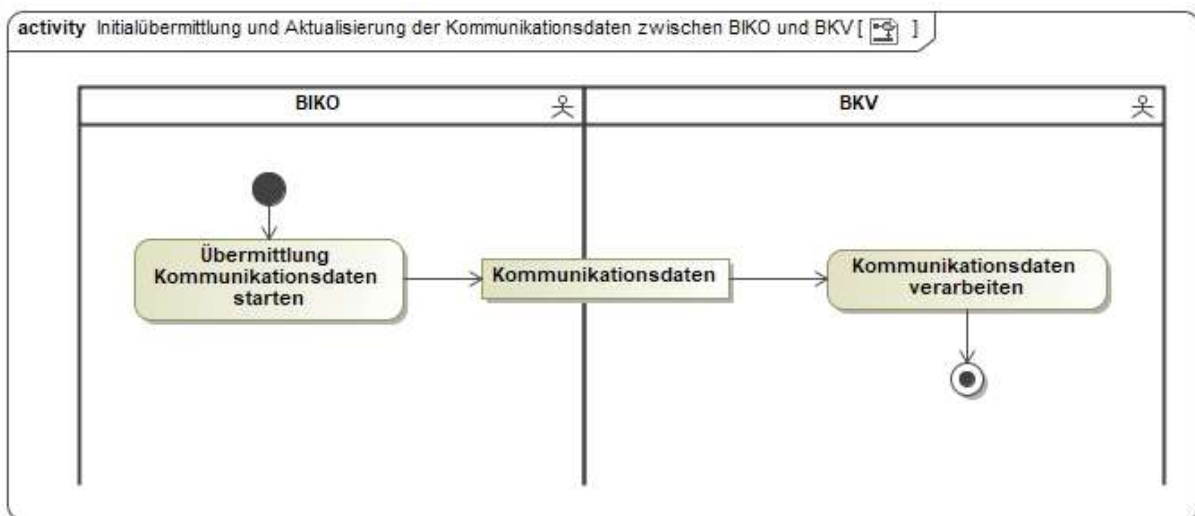 activity Initialübermittlung und Aktualisierung der Kommunikationsdaten zwischen BIKO und BKV [ ]
BIKO
BKV
Übermittlung
Kommunikationsdaten
starten
Kommunikationsdaten
Kommunikationsdaten
verarbeiten